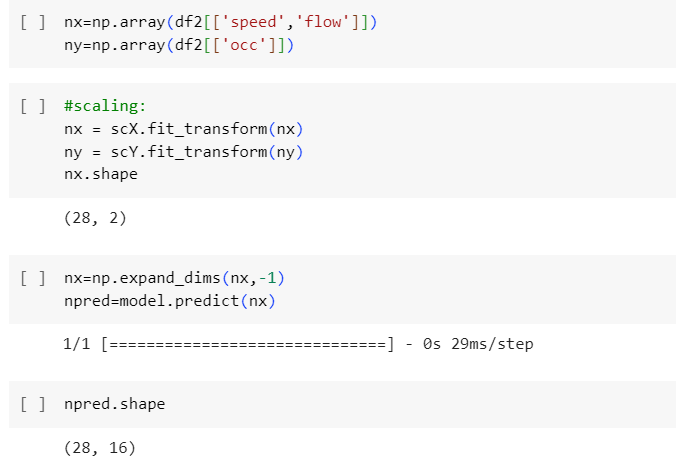 [ ] nx=np.array(df2[['speed','flow']])
ny=np.array(df2[['occ']])
[ ] #scaling:
nx = scX.fit_transform(nx)
ny = scY.fit_transform(ny)
nx.shape
(28, 2)
[ ] nx=np.expand_dims(nx,-1)
npred=model.predict(nx)
1/1 [==============================] - 0s 29ms/step
[ ] npred.shape
(28, 16)